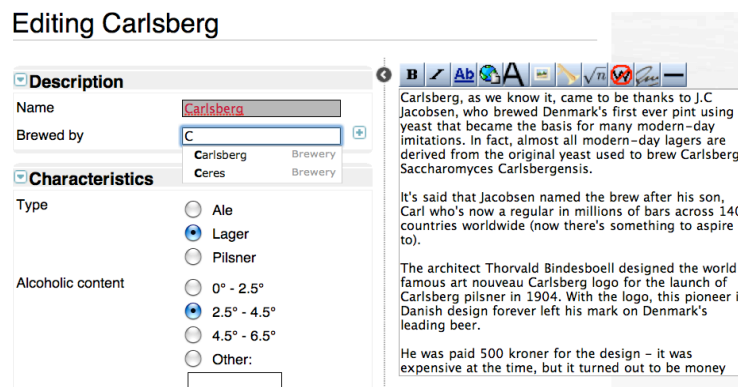 Editing Carlsberg
Description
Name Carlsberg
Brewed by C
Carlsberg Brewery
Ceres Brewery
Characteristics
Type
Ale
Lager
Pilsner
Alcoholic content
0° - 2.5°
2.5° - 4.5°
4.5° - 6.5°
Other:
B I Ab A √n W
Carlsberg, as we know it, came to be thanks to J.C
Jacobsen, who brewed Denmark's first ever pint using
yeast that became the basis for many modern-day
imitations. In fact, almost all modern-day lagers are
derived from the original yeast used to brew Carlsberg
Saccharomyces Carlsbergensis.
It's said that Jacobsen named the brew after his son,
Carl who's now a regular in millions of bars across 140
countries worldwide (now there's something to aspire
to).
The architect Thorvald Bindesboell designed the world
famous art nouveau Carlsberg logo for the launch of
Carlsberg pilsner in 1904. With the logo, this pioneer i
Danish design forever left his mark on Denmark's
leading beer.
He was paid 500 kroner for the design - it was
expensive at the time, but it turned out to be money